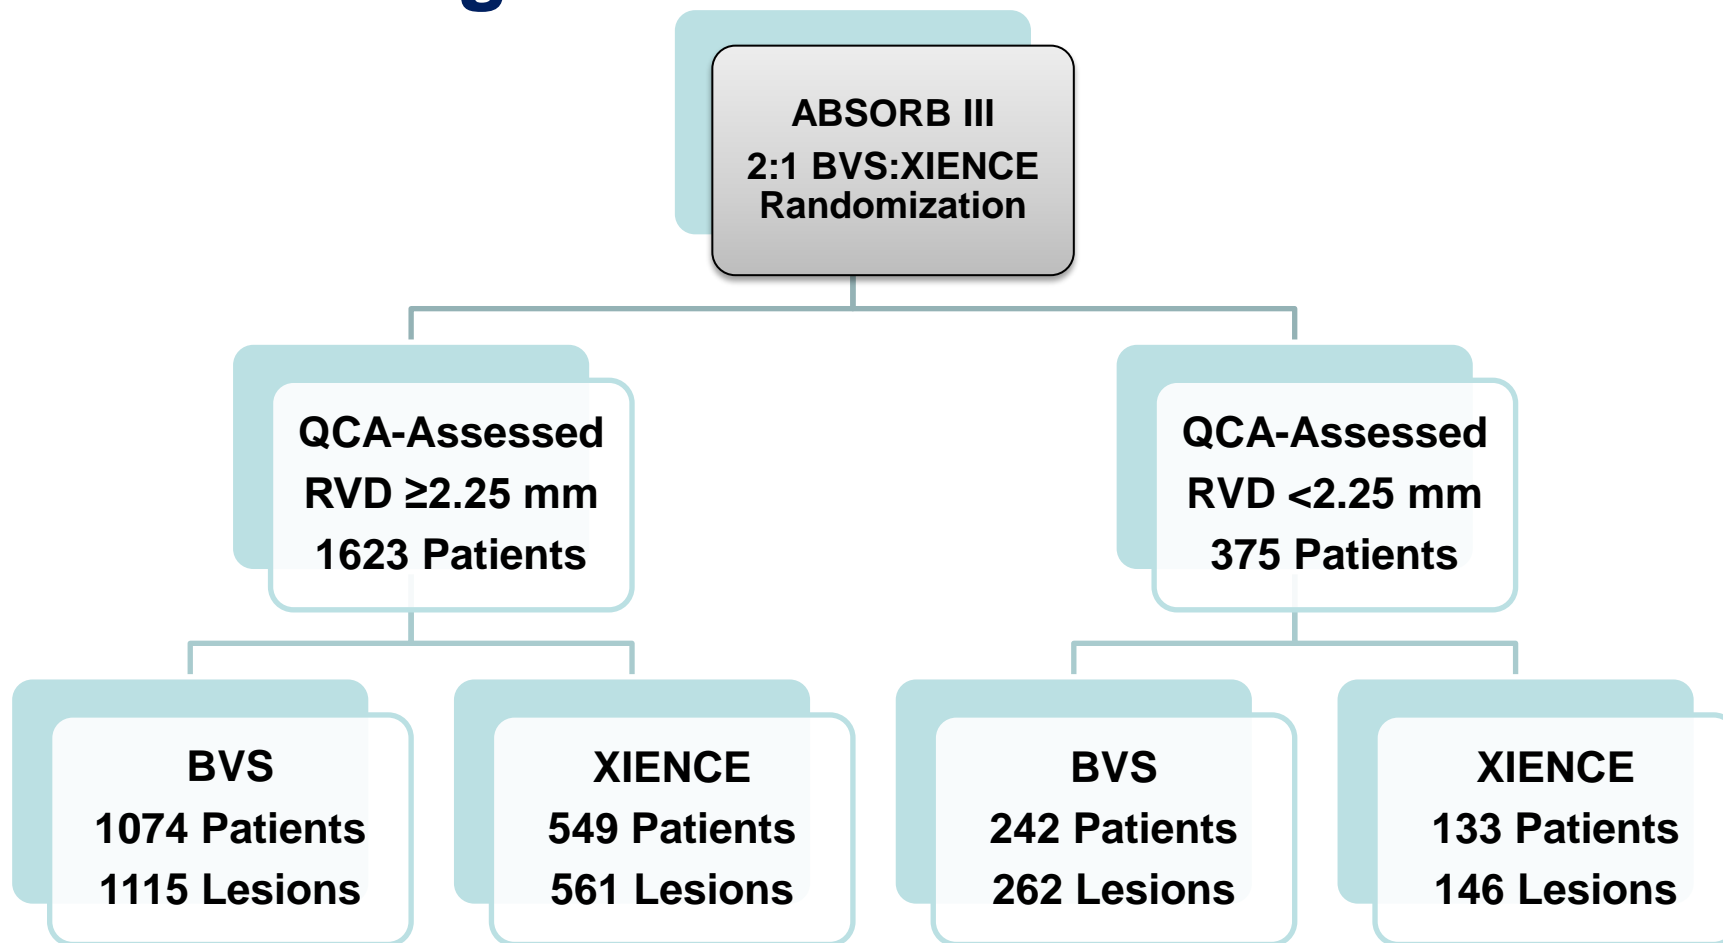 ABSORB III
2:1 BVS:XIENCE
Randomization
QCA-Assessed
RVD ≥2.25 mm
1623 Patients
QCA-Assessed
RVD <2.25 mm
375 Patients
BVS
1074 Patients
1115 Lesions
XIENCE
549 Patients
561 Lesions
BVS
242 Patients
262 Lesions
XIENCE
133 Patients
146 Lesions